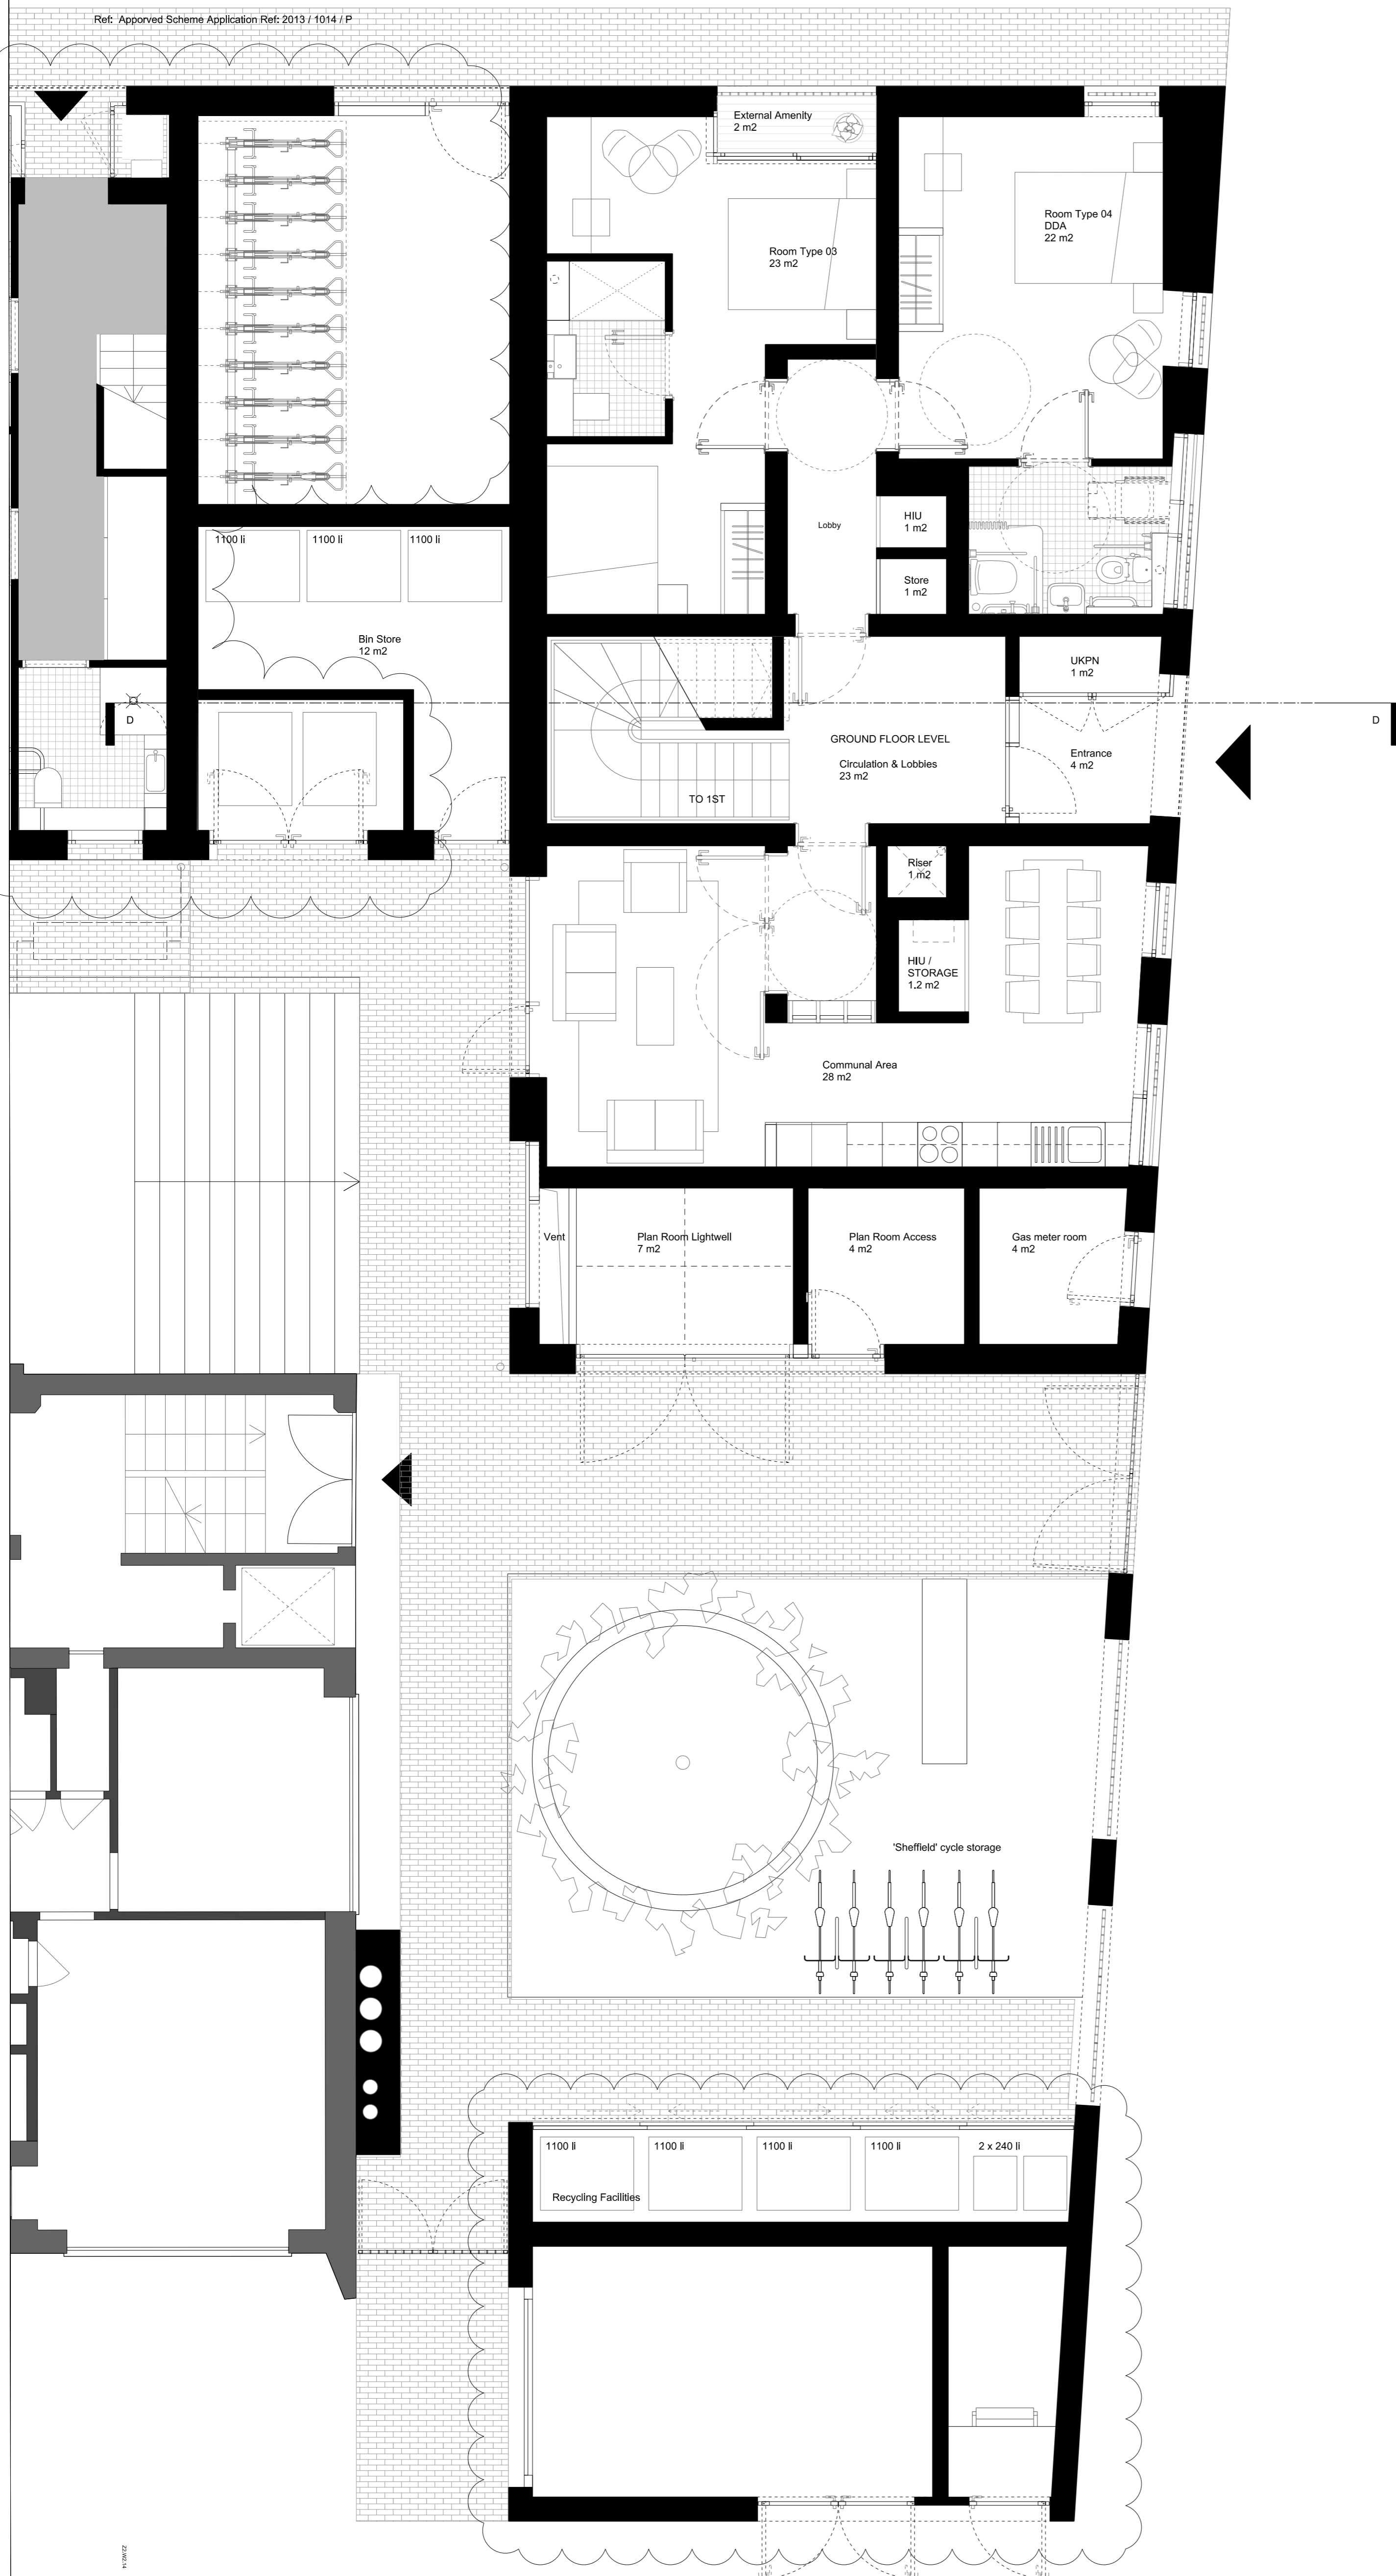 Ref: Apporved Scheme Application Ref: 2013 / 1014 / P
External Amenity
2 m2
Room Type 03
23 m2
Room Type 04
DDA
22 m2
Lobby
HIU
1 m2
Store
1 m2
1100 li
1100 li
1100 li
Bin Store
12 m2
UKPN
1 m2
D
D
GROUND FLOOR LEVEL
Circulation & Lobbies
23 m2
Entrance
4 m2
TO 1ST
Riser
1 m2
HIU /
STORAGE
1.2 m2
Communal Area
28 m2
Vent
Plan Room Lightwell
7 m2
Plan Room Access
4 m2
Gas meter room
4 m2
'Sheffield' cycle storage
1100 li
1100 li
1100 li
1100 li
2 x 240 li
Recycling Facilities